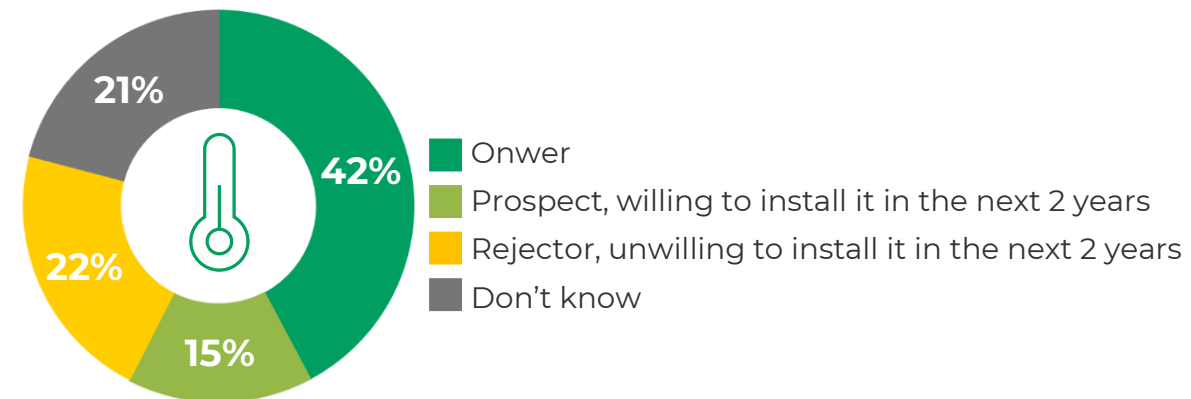 21%
42%
22%
15%
Onwer
Prospect, willing to install it in the next 2 years
Rejector, unwilling to install it in the next 2 years
Don’t know